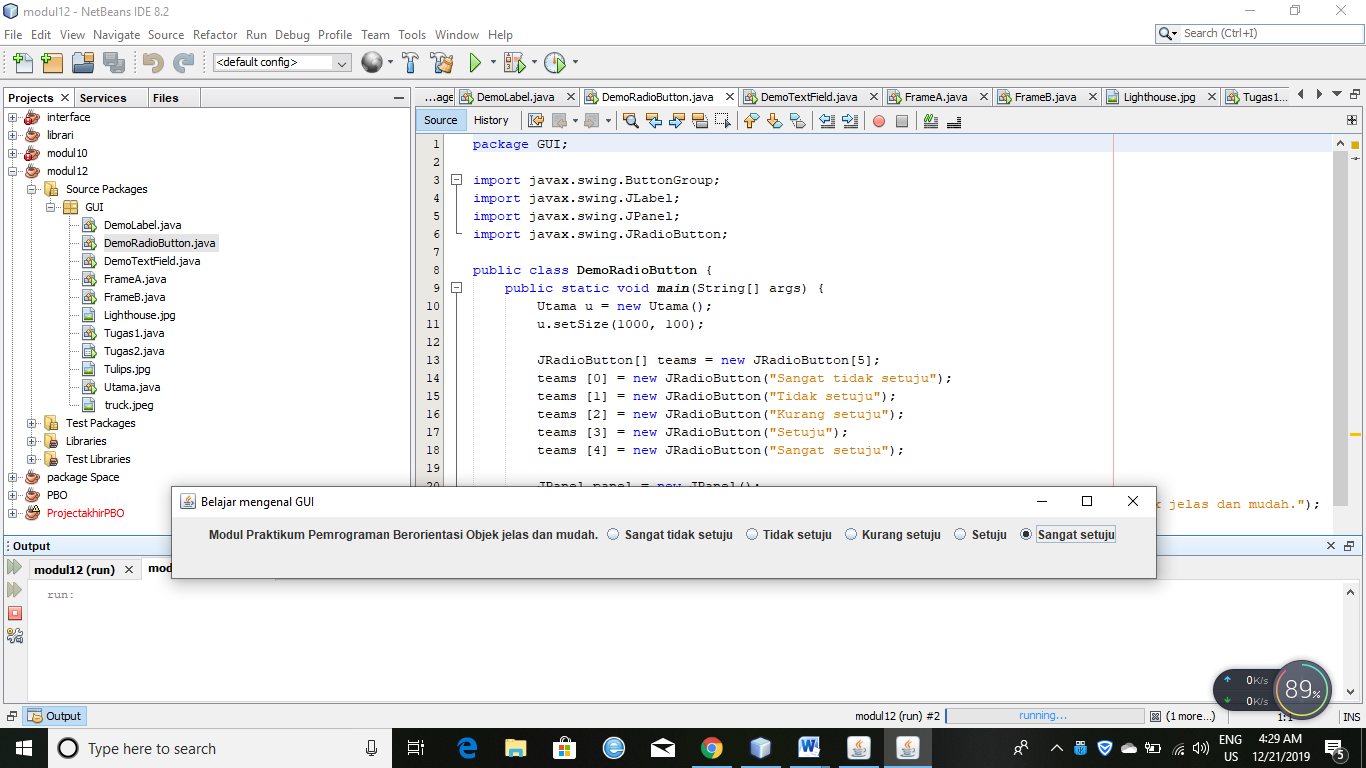 modul12 - NetBeans IDE 8.2
File Edit View Navigate Source Refactor Run Debug Profile Team Tools Window Help
Search (Ctrl+I)
<default config>
Projects Services Files
interface
librari
modul10
modul12
Source Packages
GUI
DemoLabel.java
DemoRadioButton.java
DemoTextField.java
FrameA.java
FrameB.java
Lighthouse.jpg
Tugas1.java
Tugas2.java
Tulips.jpg
Utama.java
truck.jpeg
Test Packages
Libraries
Test Libraries
package Space
PBO
ProjectakhirPBO
...age DemoLabel.java DemoRadioButton.java DemoTextField.java FrameA.java FrameB.java Lighthouse.jpg Tugas1...
Source History
1 package GUI;
2
3 import javax.swing.ButtonGroup;
4 import javax.swing.JLabel;
5 import javax.swing.JPanel;
6 import javax.swing.JRadioButton;
7
8 public class DemoRadioButton {
9 public static void main(String[] args) {
10 Utama u = new Utama();
11 u.setSize(1000, 100);
12
13 JRadioButton[] teams = new JRadioButton[5];
14 teams [0] = new JRadioButton("Sangat tidak setuju");
15 teams [1] = new JRadioButton("Tidak setuju");
16 teams [2] = new JRadioButton("Kurang setuju");
17 teams [3] = new JRadioButton("Setuju");
18 teams [4] = new JRadioButton("Sangat setuju");
19
20 JPanel panel = new JPanel();
jelas dan mudah.");
Belajar mengenal GUI
Modul Praktikum Pemrograman Berorientasi Objek jelas dan mudah. Sangat tidak setuju Tidak setuju Kurang setuju Setuju Sangat setuju
Output
modul12 (run)
run:
0K/s
0K/s
89%
Output
modul12 (run) #2 running... (1 more...) 1:1 INS
Type here to search
ENG
US
4:29 AM
12/21/2019
5